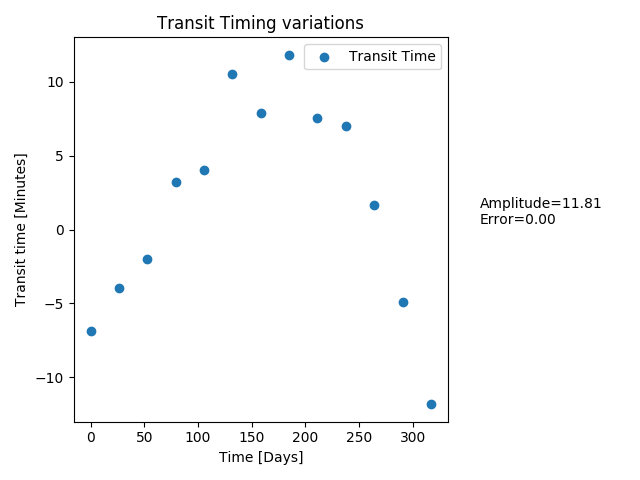 Transit Timing variations
Transit Time
10
5
0
−5
−10
Transit time [Minutes]
0 50 100 150 200 250 300
Time [Days]
Amplitude=11.81
Error=0.00